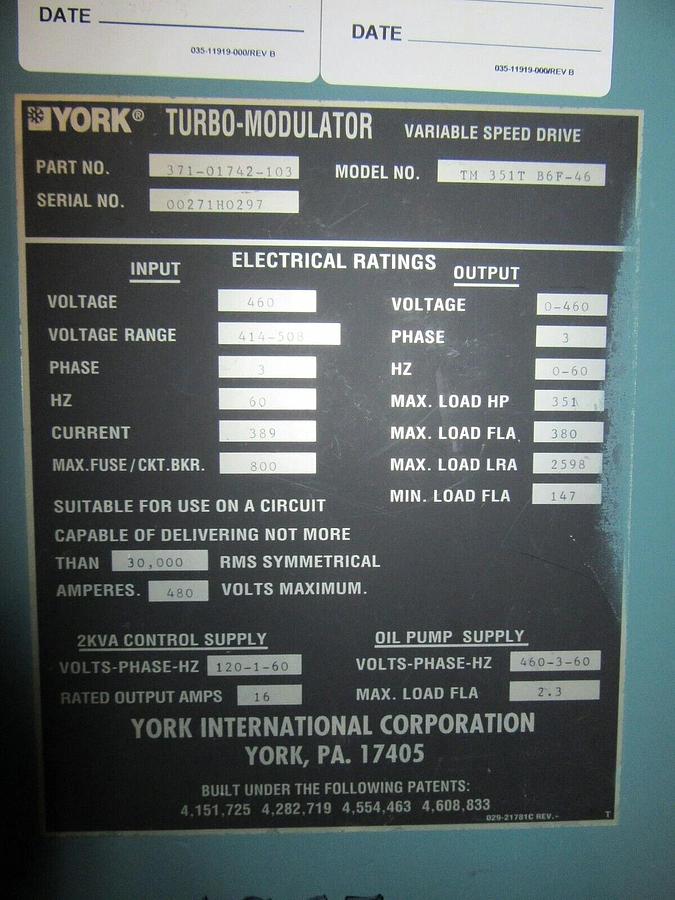 DATE
035-11919-000/REV B
DATE
035-11919-000/REV B
YORK® TURBO-MODULATOR VARIABLE SPEED DRIVE
PART NO. 371-01742-103 MODEL NO. TM 351T B6F-46
SERIAL NO. 00271H0297
ELECTRICAL RATINGS
INPUT OUTPUT
VOLTAGE 460 VOLTAGE 0-460
VOLTAGE RANGE 414-508 PHASE 3
PHASE 3 HZ 0-60
HZ 60 MAX. LOAD HP 351
CURRENT 389 MAX. LOAD FLA 380
MAX.FUSE/CKT.BKR. 800 MAX. LOAD LRA 2598
MIN. LOAD FLA 147
SUITABLE FOR USE ON A CIRCUIT
CAPABLE OF DELIVERING NOT MORE
THAN 30,000 RMS SYMMETRICAL
AMPERES. 480 VOLTS MAXIMUM.
2KVA CONTROL SUPPLY OIL PUMP SUPPLY
VOLTS-PHASE-HZ 120-1-60 VOLTS-PHASE-HZ 460-3-60
RATED OUTPUT AMPS 16 MAX. LOAD FLA 2.3
YORK INTERNATIONAL CORPORATION
YORK, PA. 17405
BUILT UNDER THE FOLLOWING PATENTS:
4,151,725 4,282,719 4,554,463 4,608,833
029-21781C REV.- T